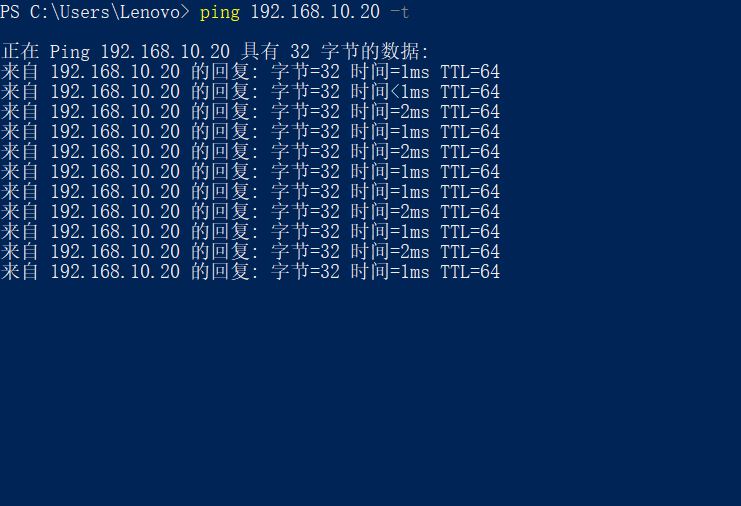 PS C:\Users\Lenovo> ping 192.168.10.20 -t
正在 Ping 192.168.10.20 具有 32 字节的数据:
来自 192.168.10.20 的回复: 字节=32 时间=1ms TTL=64
来自 192.168.10.20 的回复: 字节=32 时间<1ms TTL=64
来自 192.168.10.20 的回复: 字节=32 时间=2ms TTL=64
来自 192.168.10.20 的回复: 字节=32 时间=1ms TTL=64
来自 192.168.10.20 的回复: 字节=32 时间=2ms TTL=64
来自 192.168.10.20 的回复: 字节=32 时间=1ms TTL=64
来自 192.168.10.20 的回复: 字节=32 时间=1ms TTL=64
来自 192.168.10.20 的回复: 字节=32 时间=2ms TTL=64
来自 192.168.10.20 的回复: 字节=32 时间=1ms TTL=64
来自 192.168.10.20 的回复: 字节=32 时间=2ms TTL=64
来自 192.168.10.20 的回复: 字节=32 时间=1ms TTL=64